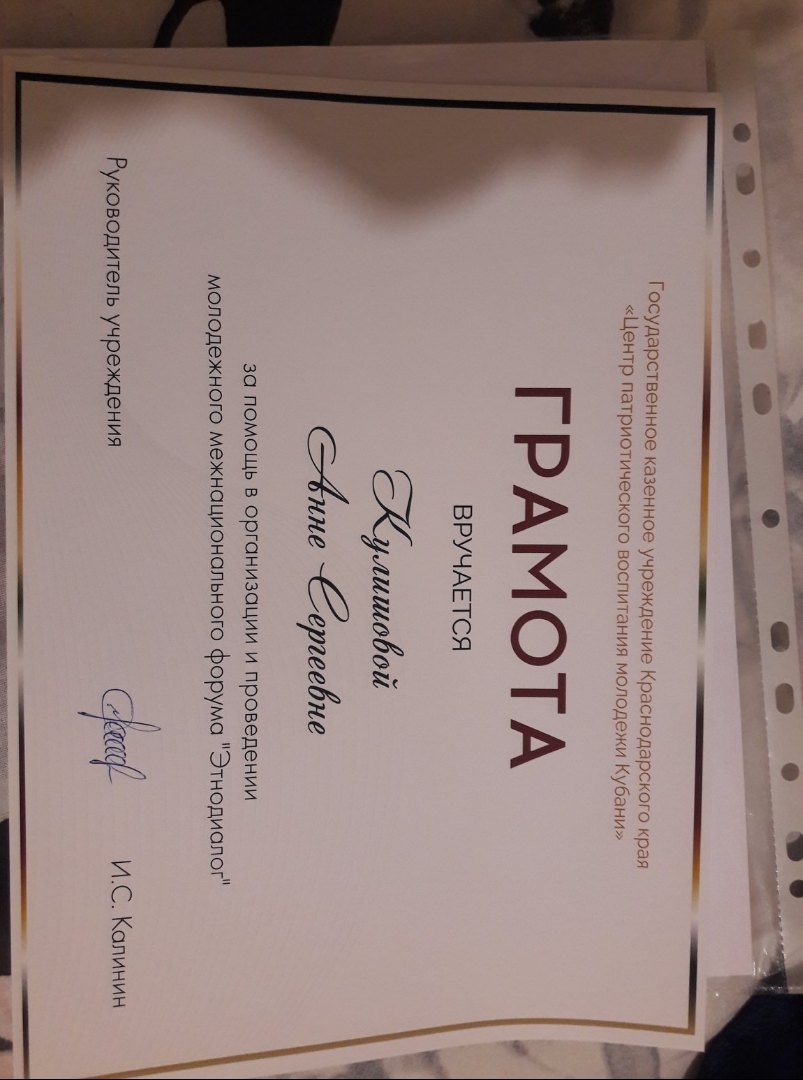 Государственное казенное учреждение Краснодарского края
«Центр патриотического воспитания молодежи Кубани»
ГРАМОТА
ВРУЧАЕТСЯ
Кулишовой
Анне Сергеевне
за помощь в организации и проведении
молодежного межнационального форума "Этнодиалог"
Руководитель учреждения И.С. Калинин